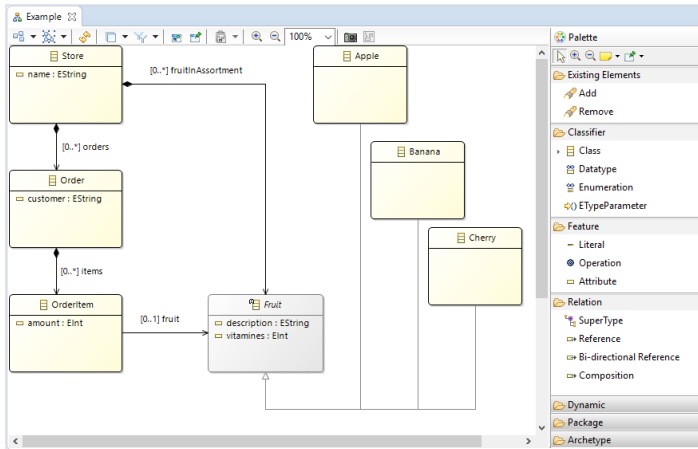 Example
100%
Store
name : EString
[0..*] fruitInAssortment
[0..*] orders
Order
customer : EString
[0..*] items
OrderItem
amount : EInt
[0..1] fruit
Fruit
description : EString
vitamines : EInt
Apple
Banana
Cherry
Palette
Existing Elements
Add
Remove
Classifier
Class
Datatype
Enumeration
ETypeParameter
Feature
Literal
Operation
Attribute
Relation
SuperType
Reference
Bi-directional Reference
Composition
Dynamic
Package
Archetype